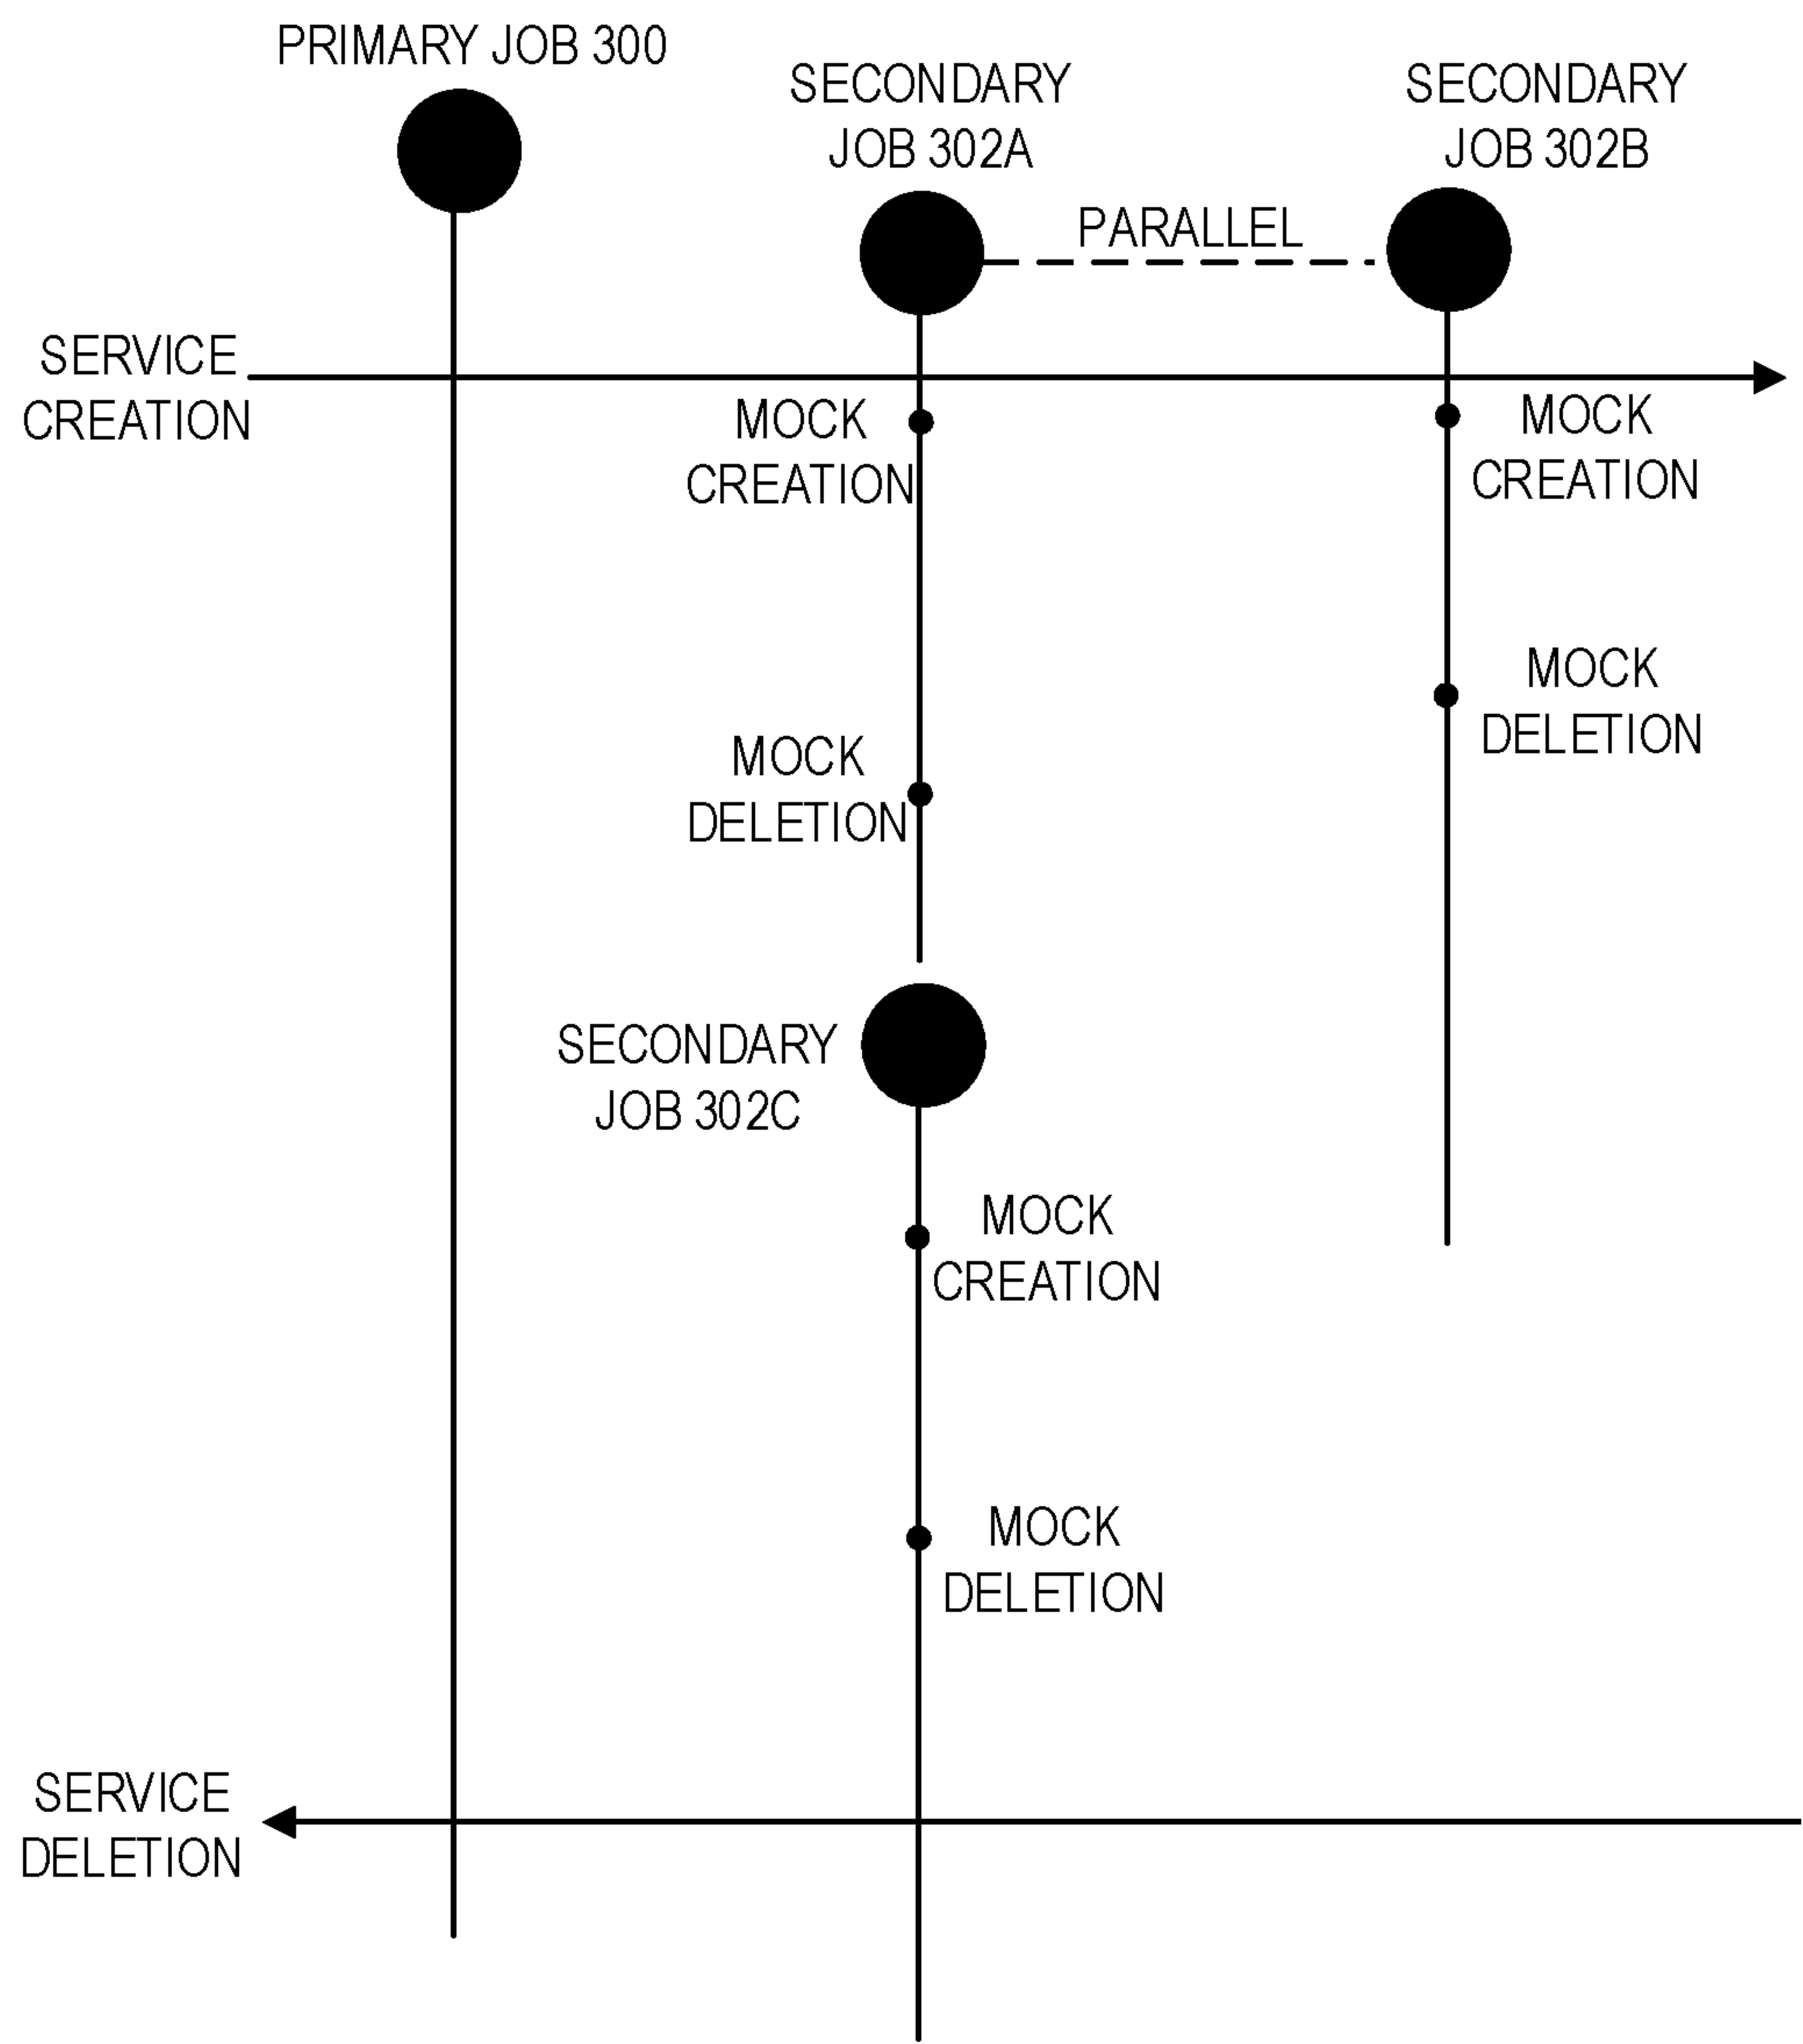 PRIMARY JOB 300
SECONDARY
JOB 302A
SECONDARY
JOB 302B
PARALLEL
SERVICE
CREATION
MOCK
CREATION
MOCK
CREATION
MOCK
DELETION
MOCK
DELETION
SECONDARY
JOB 302C
MOCK
CREATION
MOCK
DELETION
SERVICE
DELETION